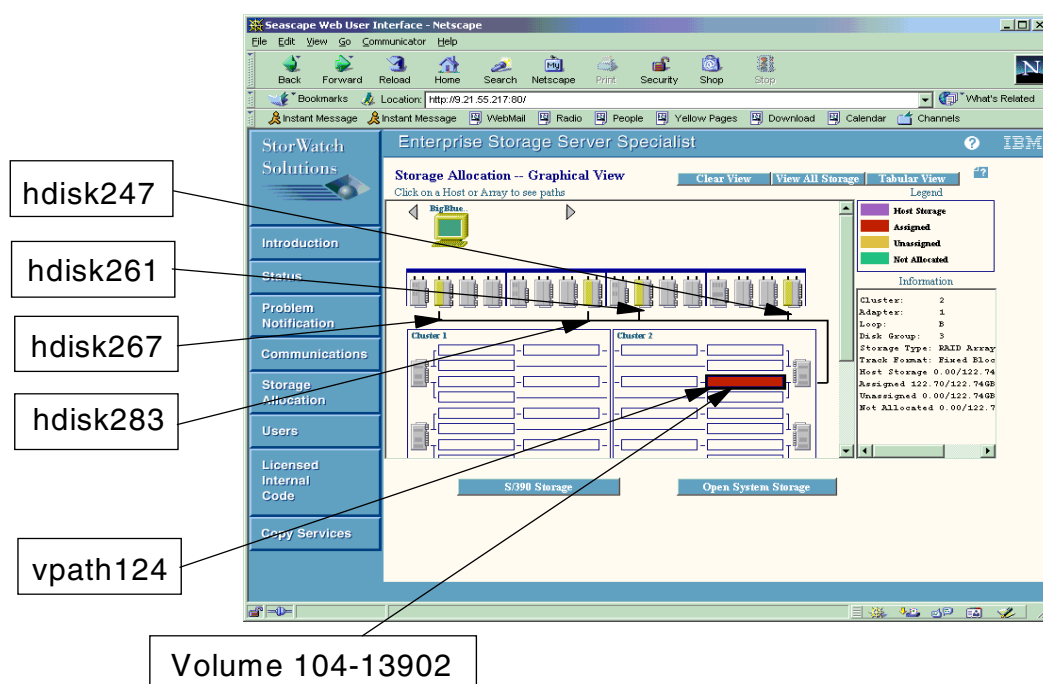 Seascape Web User Interface - Netscape
File Edit View Go Communicator Help
Back Forward Reload Home Search Netscape Print Security Shop Stop
My
N
Bookmarks Location: http://9.21.55.217:80/ What's Related
Instant Message Instant Message WebMail Radio People Yellow Pages Download Calendar Channels
StorWatch
Solutions
Enterprise Storage Server Specialist
? IBM
Storage Allocation -- Graphical View
Clear View View All Storage Tabular View
?
Click on a Host or Array to see paths
Legend
BigBlue..
Host Storage
Assigned
Unassigned
Not Allocated
Introduction
Status
Problem
Notification
Communications
Storage
Allocation
Users
Licensed
Internal
Code
Copy Services
Cluster 1
Cluster 2
Information
Cluster: 2
Adapter: 1
Loop: B
Disk Group: 3
Storage Type: RAID Array
Track Format: Fixed Bloc
Host Storage 0.00/122.74
Assigned 122.70/122.74GB
Unassigned 0.00/122.74GB
Not Allocated 0.00/122.7
S/390 Storage
Open System Storage
hdisk247
hdisk261
hdisk267
hdisk283
vpath124
Volume 104-13902